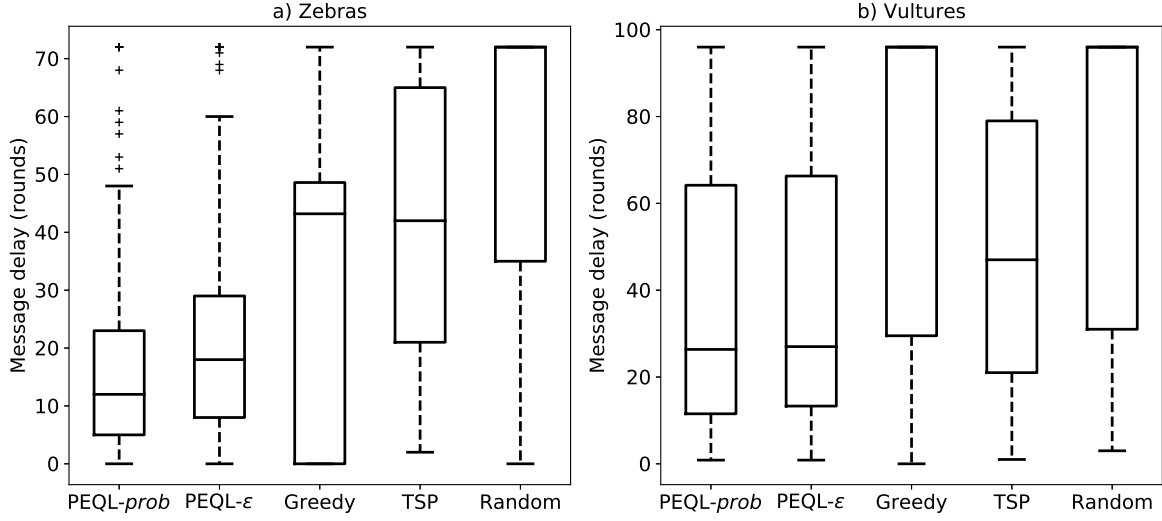 a) Zebras
Message delay (rounds)
70
60
50
40
30
20
10
0
PEQL-prob PEQL-ε Greedy TSP Random
b) Vultures
Message delay (rounds)
100
80
60
40
20
0
PEQL-prob PEQL-ε Greedy TSP Random